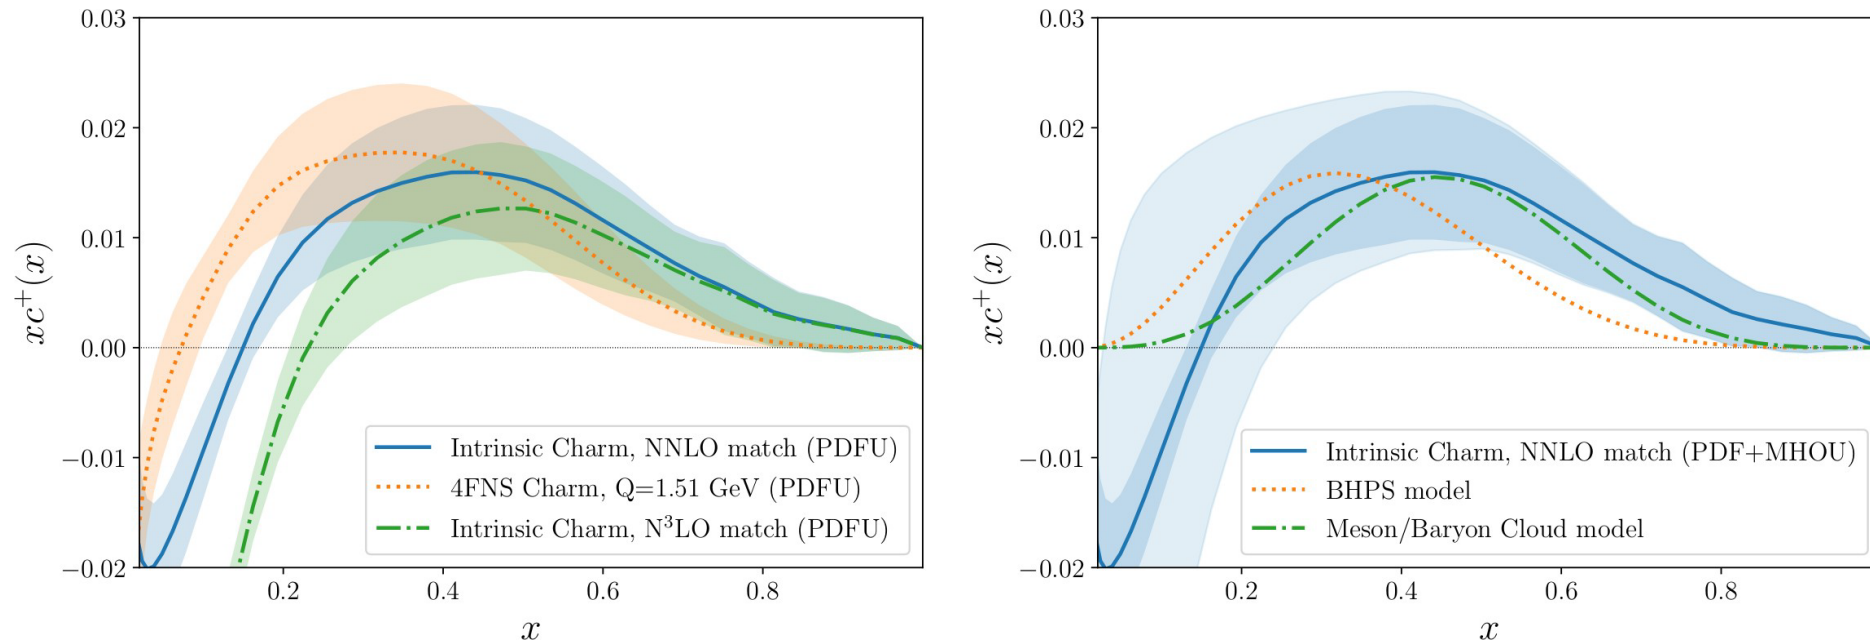 0.03
0.02
0.01
0.00
−0.01
−0.02
xc⁺(x)
0.2 0.4 0.6 0.8
x
Intrinsic Charm, NNLO match (PDFU)
4FNS Charm, Q=1.51 GeV (PDFU)
Intrinsic Charm, N³LO match (PDFU)
0.03
0.02
0.01
0.00
−0.01
−0.02
xc⁺(x)
0.2 0.4 0.6 0.8
x
Intrinsic Charm, NNLO match (PDF+MHOU)
BHPS model
Meson/Baryon Cloud model